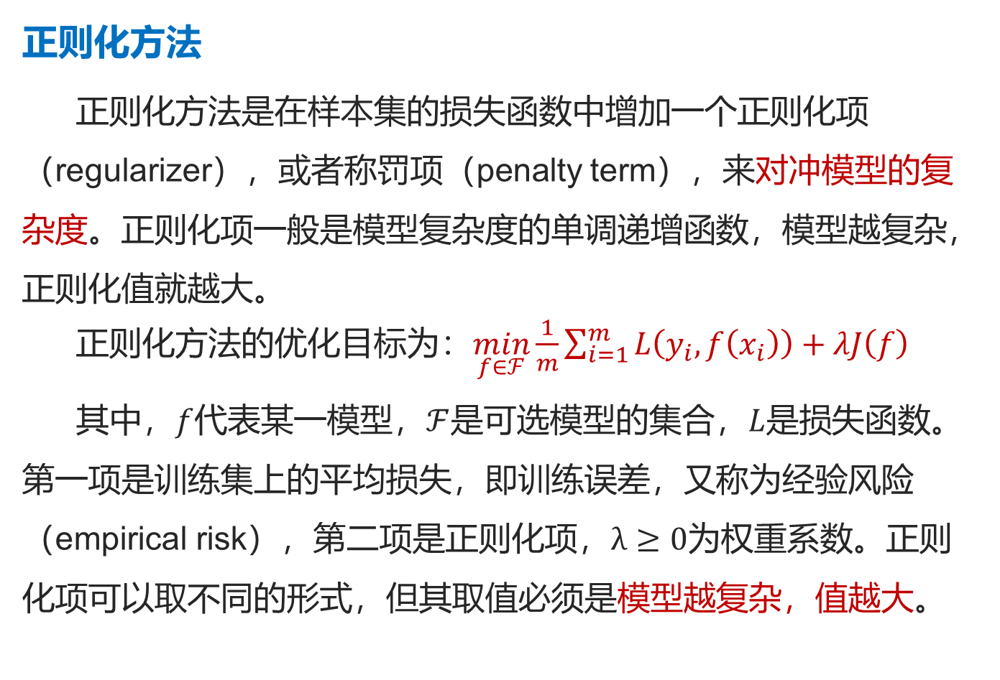 正则化方法
正则化方法是在样本集的损失函数中增加一个正则化项
（regularizer），或者称罚项（penalty term），来对冲模型的复
杂度。正则化项一般是模型复杂度的单调递增函数，模型越复杂，
正则化值就越大。
正则化方法的优化目标为：$\underset{f\in\mathcal{F}}{min}\frac{1}{m}\sum_{i=1}^{m}L(y_i,f(x_i))+\lambda J(f)$
其中，f代表某一模型，ℱ是可选模型的集合，L是损失函数。
第一项是训练集上的平均损失，即训练误差，又称为经验风险
（empirical risk），第二项是正则化项，λ ≥ 0为权重系数。正则
化项可以取不同的形式，但其取值必须是模型越复杂，值越大。